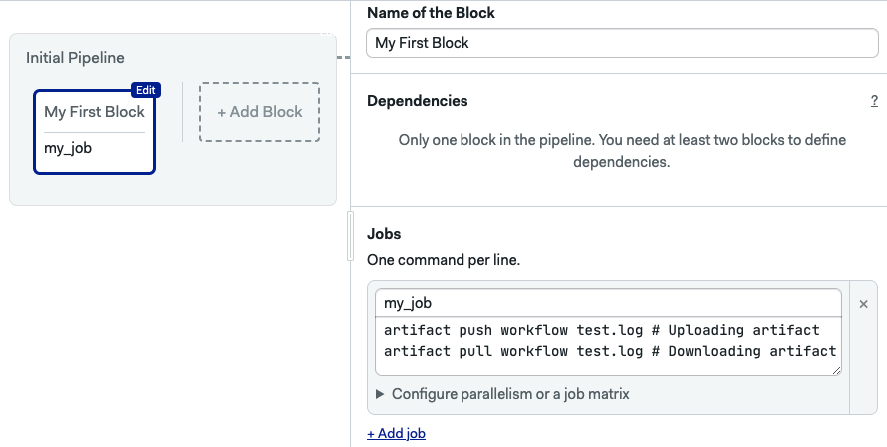 Initial Pipeline
Edit
My First Block
my_job
+ Add Block
Name of the Block
My First Block
Dependencies
?
Only one block in the pipeline. You need at least two blocks to define
dependencies.
Jobs
One command per line.
my_job
×
artifact push workflow test.log # Uploading artifact
artifact pull workflow test.log # Downloading artifact
▶ Configure parallelism or a job matrix
+ Add job